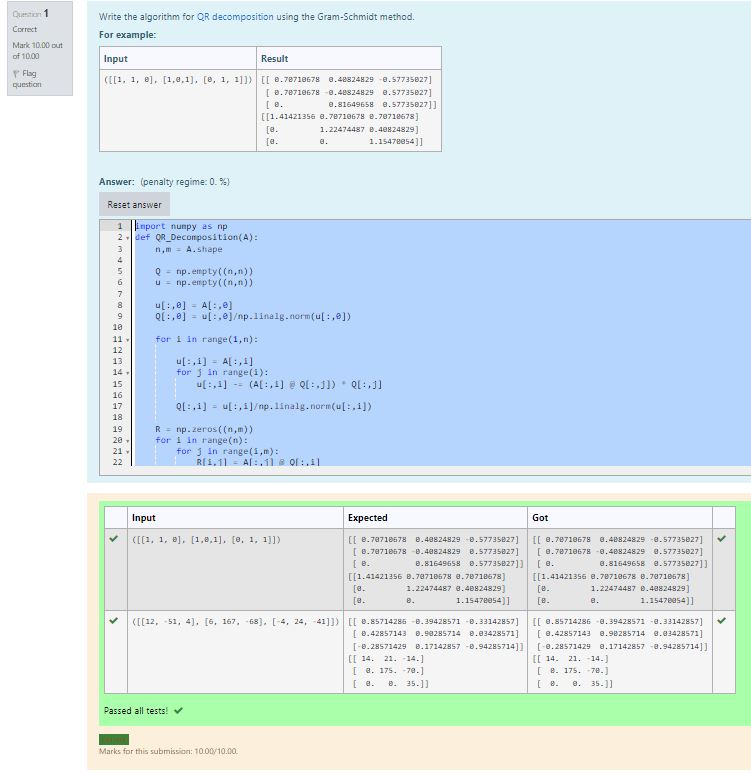 Question 1
Correct
Mark 10.00 out
of 10.00
Flag
question
Write the algorithm for QR decomposition using the Gram-Schmidt method.
For example:
Input Result
([[1, 1, 0], [1,0,1], [0, 1, 1]]) [[ 0.70710678 0.40824829 -0.57735027]
[ 0.70710678 -0.40824829 0.57735027]
[ 0. 0.81649658 0.57735027]]
[[1.41421356 0.70710678 0.70710678]
[0. 1.22474487 0.40824829]
[0. 0. 1.15470054]]
Answer: (penalty regime: 0. %)
Reset answer
1 import numpy as np
2 def QR_Decomposition(A):
3 n,m = A.shape
4
5 Q = np.empty((n,n))
6 u = np.empty((n,n))
7
8 u[:,0] = A[:,0]
9 Q[:,0] = u[:,0]/np.linalg.norm(u[:,0])
10
11 for i in range(1,n):
12
13 u[:,i] = A[:,i]
14 for j in range(i):
15 u[:,i] -= (A[:,i] @ Q[:,j]) * Q[:,j]
16
17 Q[:,i] = u[:,i]/np.linalg.norm(u[:,i])
18
19 R = np.zeros((n,m))
20 for i in range(n):
21 for j in range(i,m):
22 R[i,j] = A[:,j] @ Q[:,i]
Input Expected Got
([[1, 1, 0], [1,0,1], [0, 1, 1]]) [[ 0.70710678 0.40824829 -0.57735027] [[ 0.70710678 0.40824829 -0.57735027]
[ 0.70710678 -0.40824829 0.57735027] [ 0.70710678 -0.40824829 0.57735027]
[ 0. 0.81649658 0.57735027]] [ 0. 0.81649658 0.57735027]]
[[1.41421356 0.70710678 0.70710678] [[1.41421356 0.70710678 0.70710678]
[0. 1.22474487 0.40824829] [0. 1.22474487 0.40824829]
[0. 0. 1.15470054]] [0. 0. 1.15470054]]
([[12, -51, 4], [6, 167, -68], [-4, 24, -41]]) [[ 0.85714286 -0.39428571 -0.33142857] [[ 0.85714286 -0.39428571 -0.33142857]
[ 0.42857143 0.90285714 0.03428571] [ 0.42857143 0.90285714 0.03428571]
[-0.28571429 0.17142857 -0.94285714]] [-0.28571429 0.17142857 -0.94285714]]
[[ 14. 21. -14.] [[ 14. 21. -14.]
[ 0. 175. -70.] [ 0. 175. -70.]
[ 0. 0. 35.]] [ 0. 0. 35.]]
Passed all tests!
Marks for this submission: 10.00/10.00.